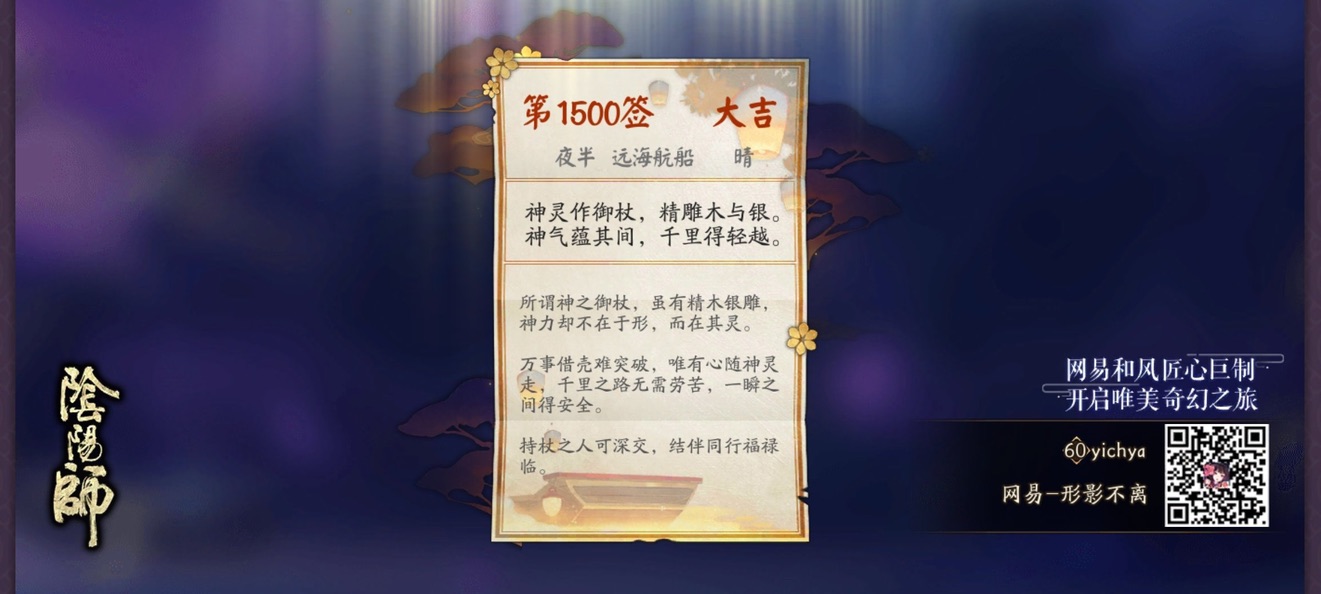 第1500签 大吉
夜半 远海航船 晴
神灵作御杖，精雕木与银。
神气蕴其间，千里得轻越。
所谓神之御杖，虽有精木银雕，
神力却不在于形，而在其灵。
万事借壳难突破，唯有心随神灵
走，千里之路无需劳苦，一瞬之
间得安全。
持杖之人可深交，结伴同行福禄
临。
陰陽師
网易和风匠心巨制
开启唯美奇幻之旅
60 yichya
网易-形影不离